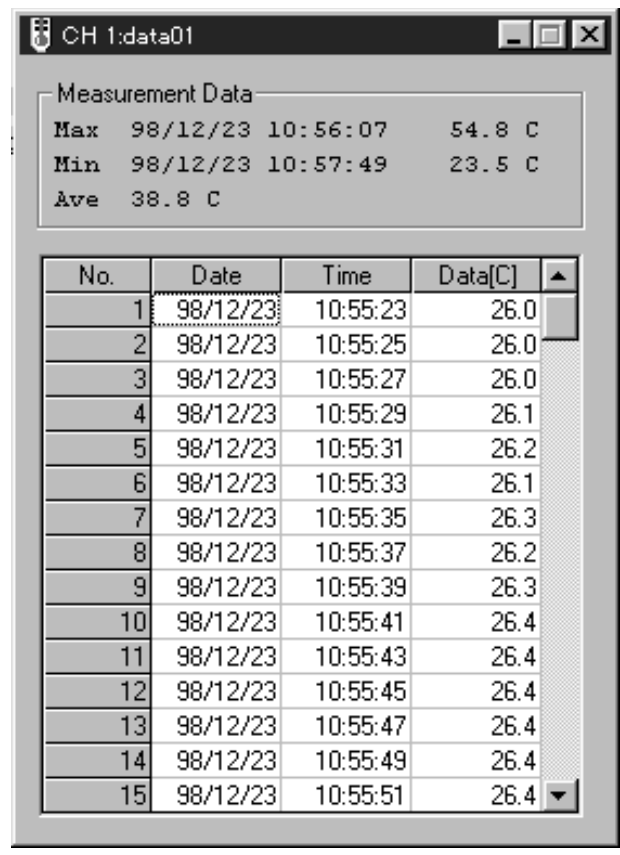 CH 1:data01
Measurement Data
Max 98/12/23 10:56:07 54.8 C
Min 98/12/23 10:57:49 23.5 C
Ave 38.8 C
No. Date Time Data[C]
1 98/12/23 10:55:23 26.0
2 98/12/23 10:55:25 26.0
3 98/12/23 10:55:27 26.0
4 98/12/23 10:55:29 26.1
5 98/12/23 10:55:31 26.2
6 98/12/23 10:55:33 26.1
7 98/12/23 10:55:35 26.3
8 98/12/23 10:55:37 26.2
9 98/12/23 10:55:39 26.3
10 98/12/23 10:55:41 26.4
11 98/12/23 10:55:43 26.4
12 98/12/23 10:55:45 26.4
13 98/12/23 10:55:47 26.4
14 98/12/23 10:55:49 26.4
15 98/12/23 10:55:51 26.4